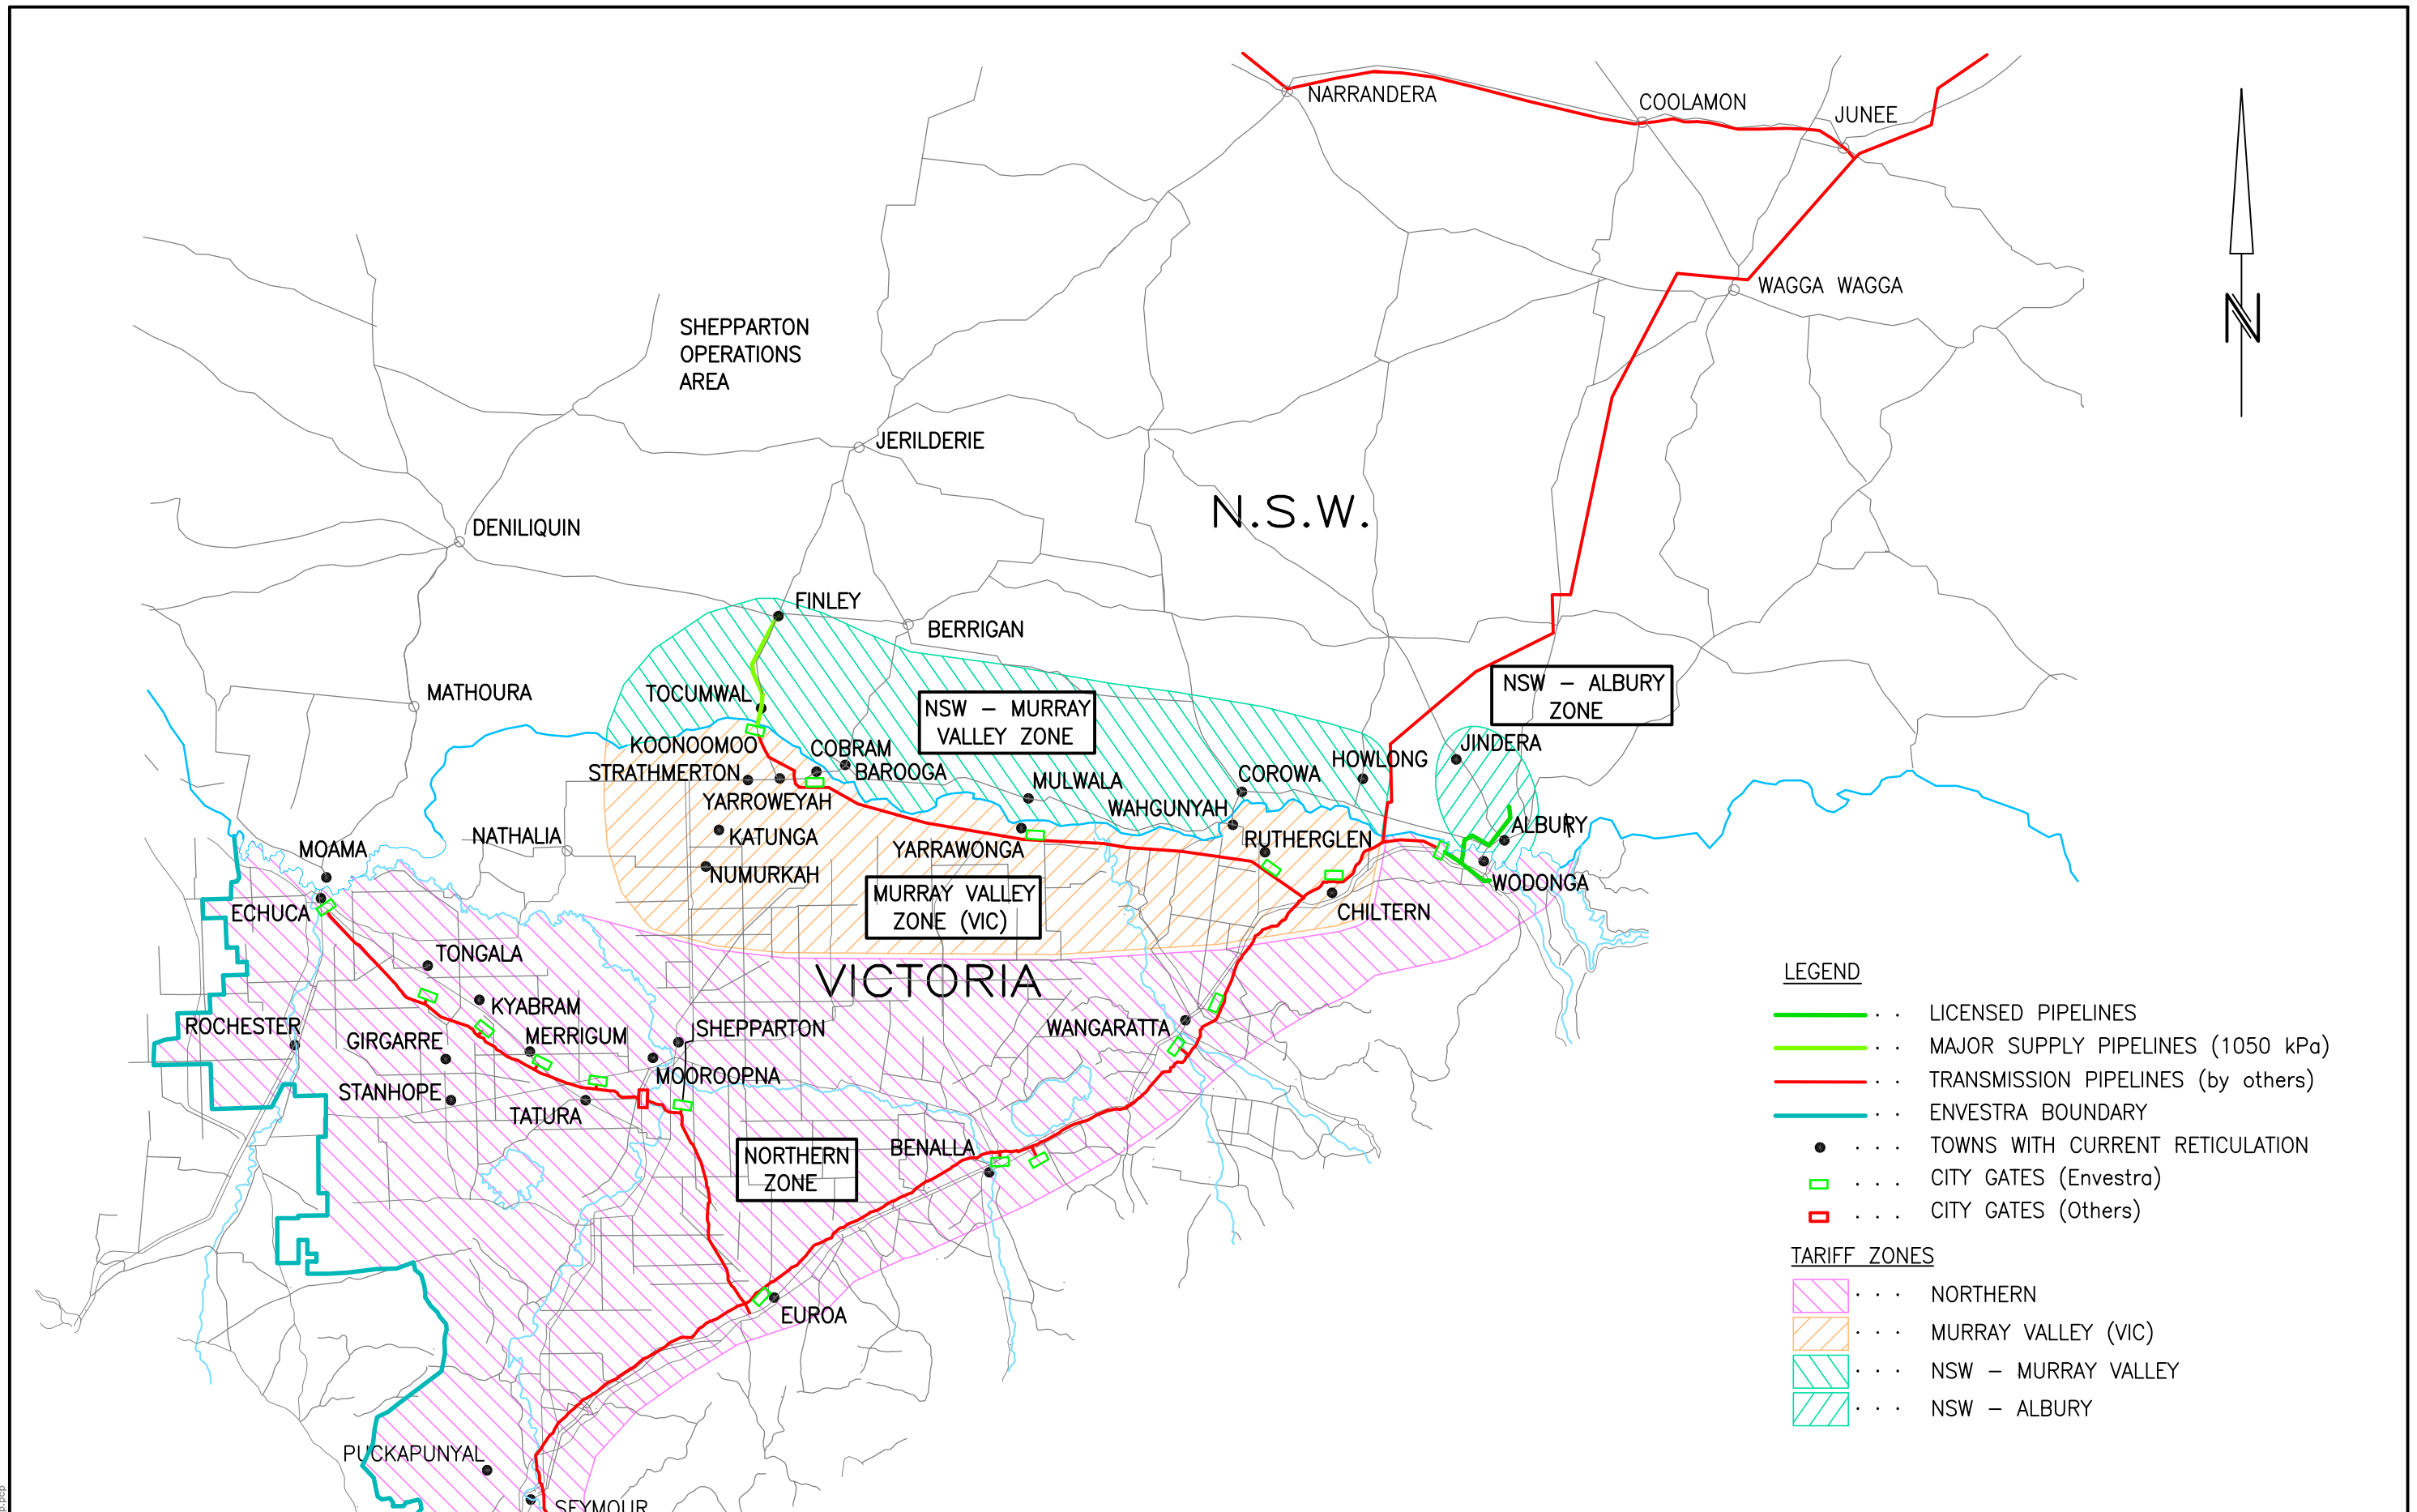 NARRANDERA
COOLAMON
JUNEE
WAGGA WAGGA
N
SHEPPARTON
OPERATIONS
AREA
JERILDERIE
N.S.W.
DENILIQUIN
FINLEY
BERRIGAN
MATHOURA
TOCUMWAL
NSW – MURRAY
VALLEY ZONE
NSW – ALBURY
ZONE
KOONOOMOO
COBRAM
BAROOGA
STRATHMERTON
YARROWEYAH
MULWALA
COROWA
HOWLONG
JINDERA
WAHGUNYAH
RUTHERGLEN
ALBURY
KATUNGA
NATHALIA
YARRAWONGA
MOAMA
NUMURKAH
WODONGA
MURRAY VALLEY
ZONE (VIC)
ECHUCA
CHILTERN
VICTORIA
TONGALA
KYABRAM
ROCHESTER
GIRGARRE
MERRIGUM
SHEPPARTON
WANGARATTA
MOOROOPNA
STANHOPE
TATURA
NORTHERN
ZONE
BENALLA
EUROA
PUCKAPUNYAL
SEYMOUR
LEGEND
LICENSED PIPELINES
MAJOR SUPPLY PIPELINES (1050 kPa)
TRANSMISSION PIPELINES (by others)
ENVESTRA BOUNDARY
TOWNS WITH CURRENT RETICULATION
CITY GATES (Envestra)
CITY GATES (Others)
TARIFF ZONES
NORTHERN
MURRAY VALLEY (VIC)
NSW – MURRAY VALLEY
NSW – ALBURY